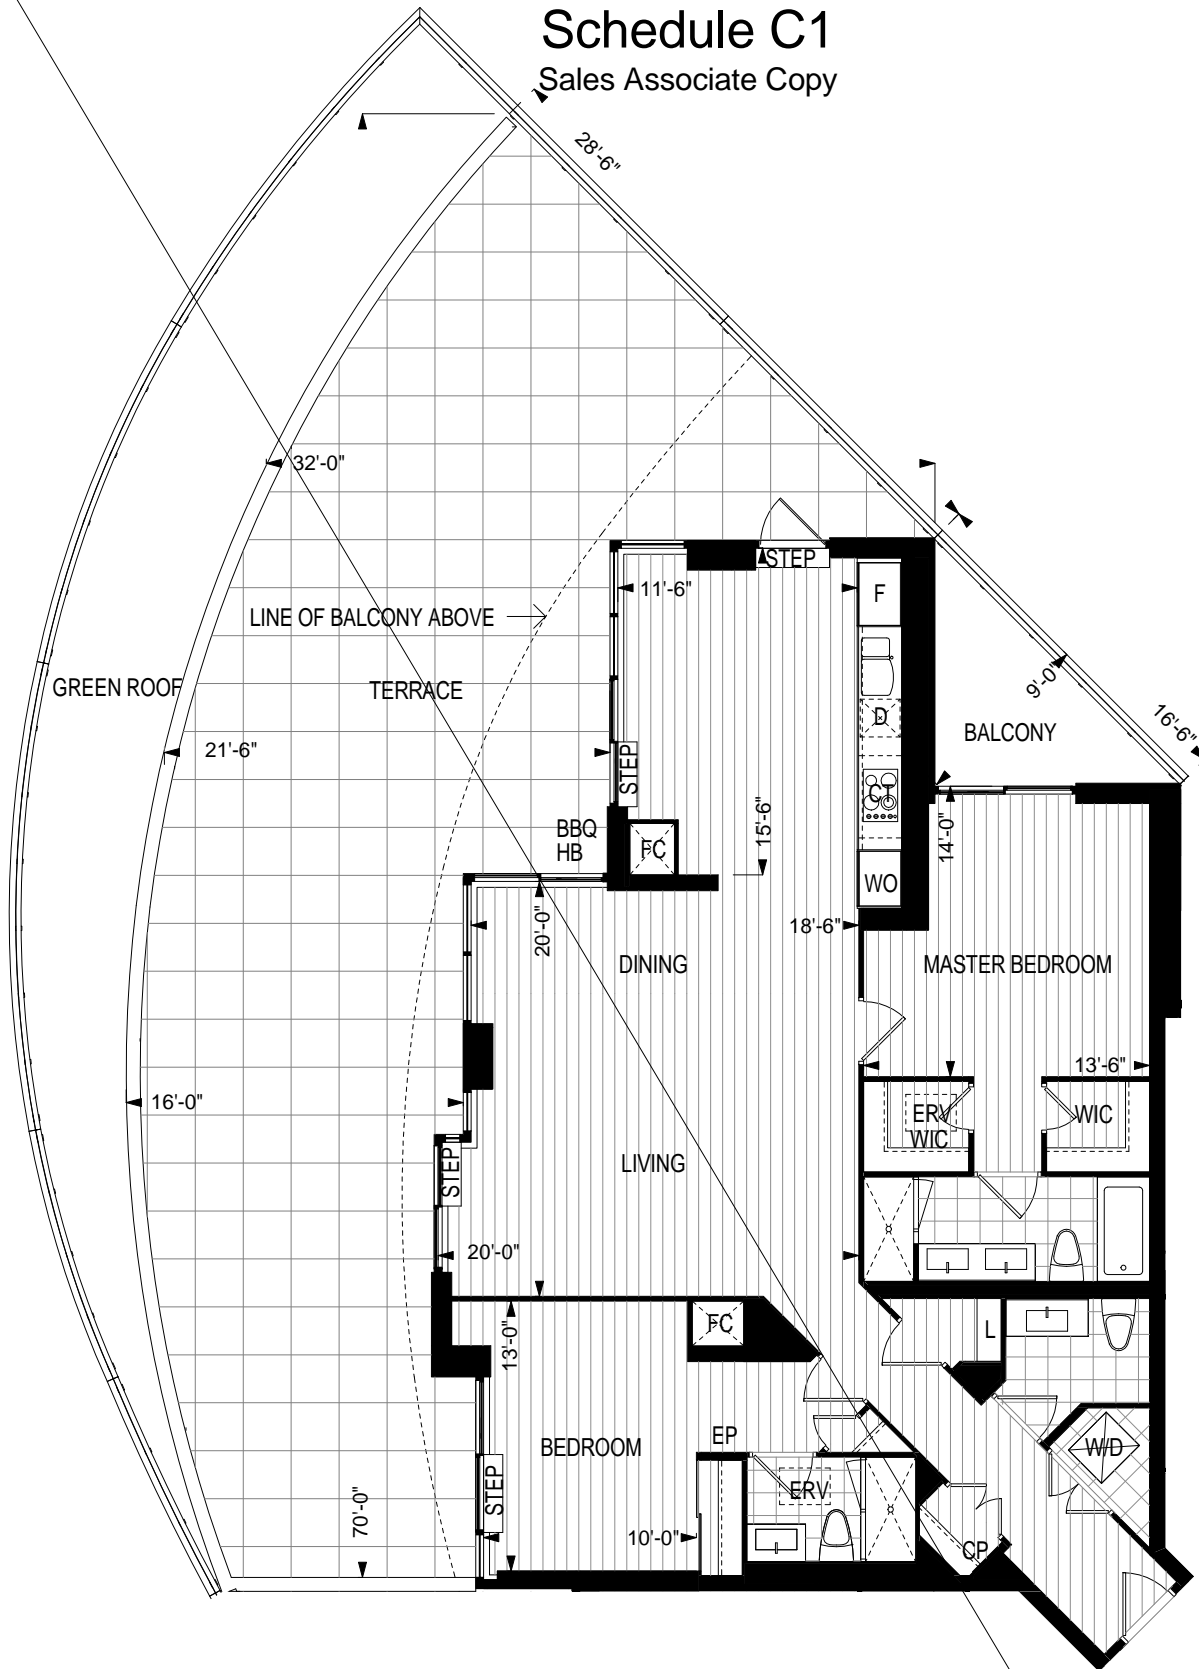 Schedule C1
Sales Associate Copy
28'-6"
32'-0"
STEP
11'-6"
F
LINE OF BALCONY ABOVE
GREEN ROOF
TERRACE
9'-0"
16'-6"
D
BALCONY
21'-6"
STEP
CT
BBQ
HB
FC
15'-6"
14'-0"
WO
20'-0"
18'-6"
DINING
MASTER BEDROOM
13'-6"
16'-0"
ERV
WIC
WIC
STEP
LIVING
20'-0"
FC
L
13'-0"
BEDROOM
EP
W/D
STEP
ERV
70'-0"
10'-0"
CP